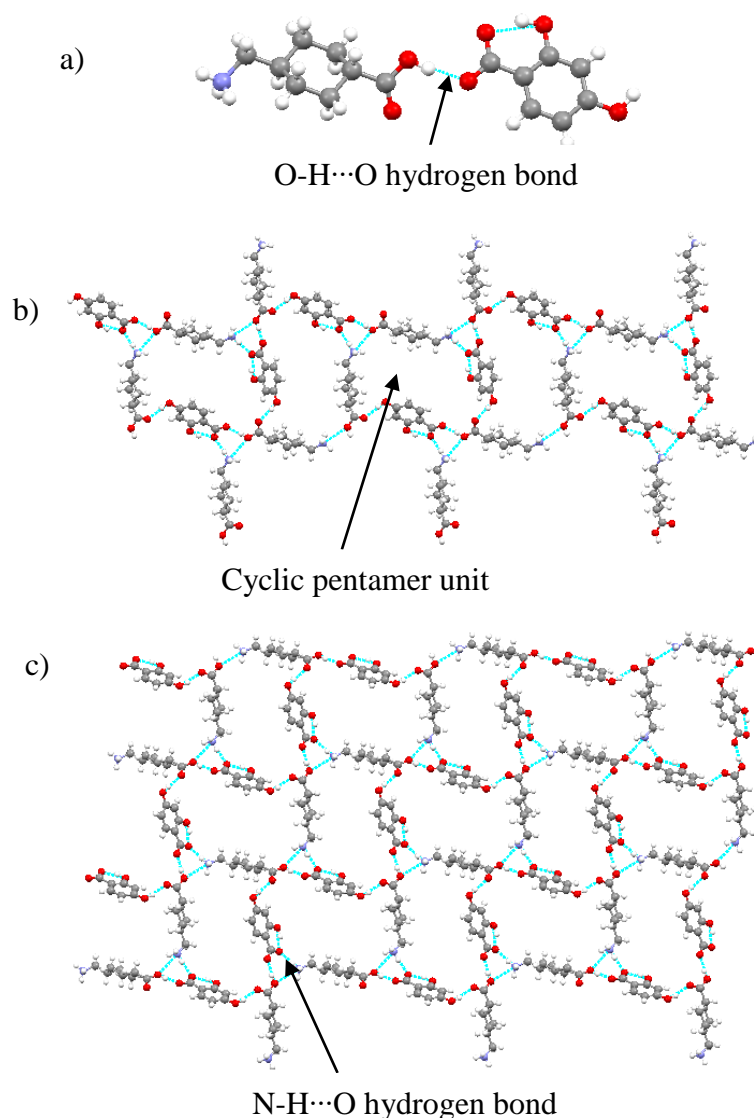 a)
O-H···O hydrogen bond
b)
Cyclic pentamer unit
c)
N-H···O hydrogen bond